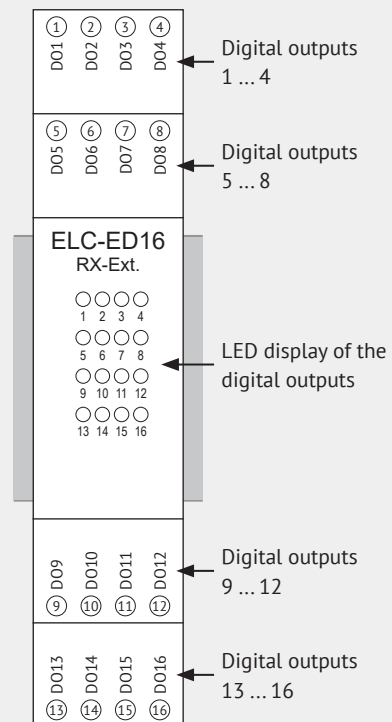 1 2 3 4
DO1 DO2 DO3 DO4
Digital outputs
1 ... 4
5 6 7 8
DO5 DO6 DO7 DO8
Digital outputs
5 ... 8
ELC-ED16
RX-Ext.
1 2 3 4
5 6 7 8
9 10 11 12
13 14 15 16
LED display of the
digital outputs
DO9 DO10 DO11 DO12
9 10 11 12
Digital outputs
9 ... 12
DO13 DO14 DO15 DO16
13 14 15 16
Digital outputs
13 ... 16